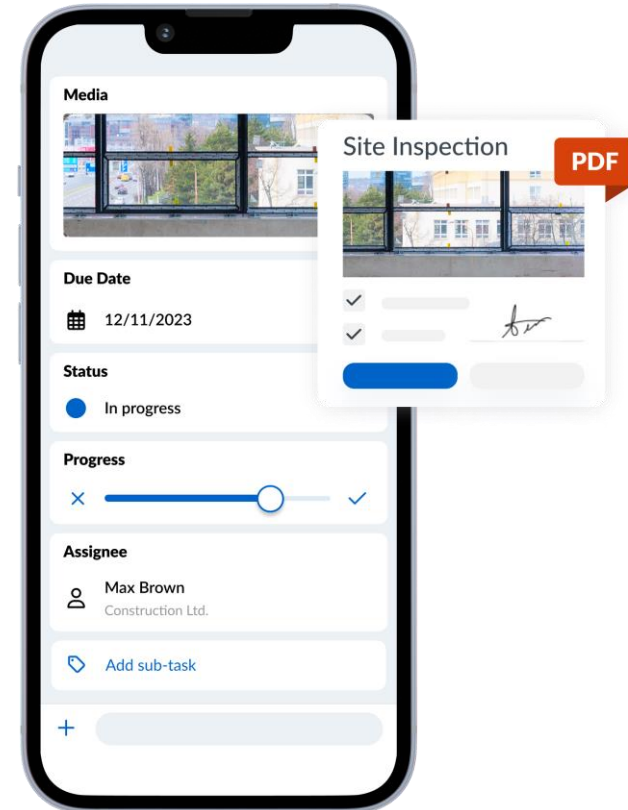 Media
Site Inspection
PDF
Due Date
12/11/2023
Status
In progress
Progress
Assignee
Max Brown
Construction Ltd.
Add sub-task